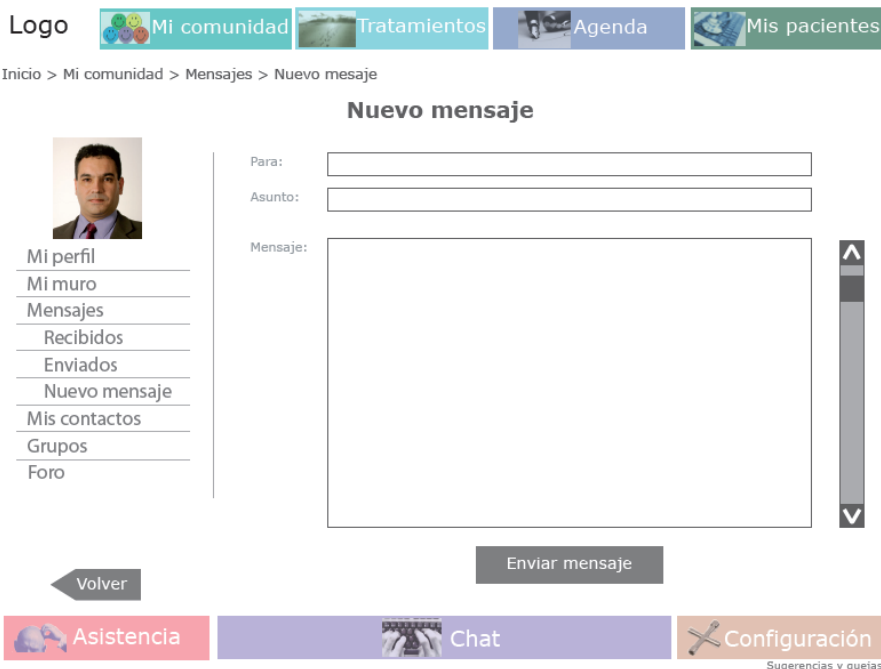 Logo
Mi comunidad
Tratamientos
Agenda
Mis pacientes
Inicio > Mi comunidad > Mensajes > Nuevo mesaje
Nuevo mensaje
Para:
Asunto:
Mensaje:
Mi perfil
Mi muro
Mensajes
Recibidos
Enviados
Nuevo mensaje
Mis contactos
Grupos
Foro
Enviar mensaje
Volver
Asistencia
Chat
Configuración
Sugerencias y quejas